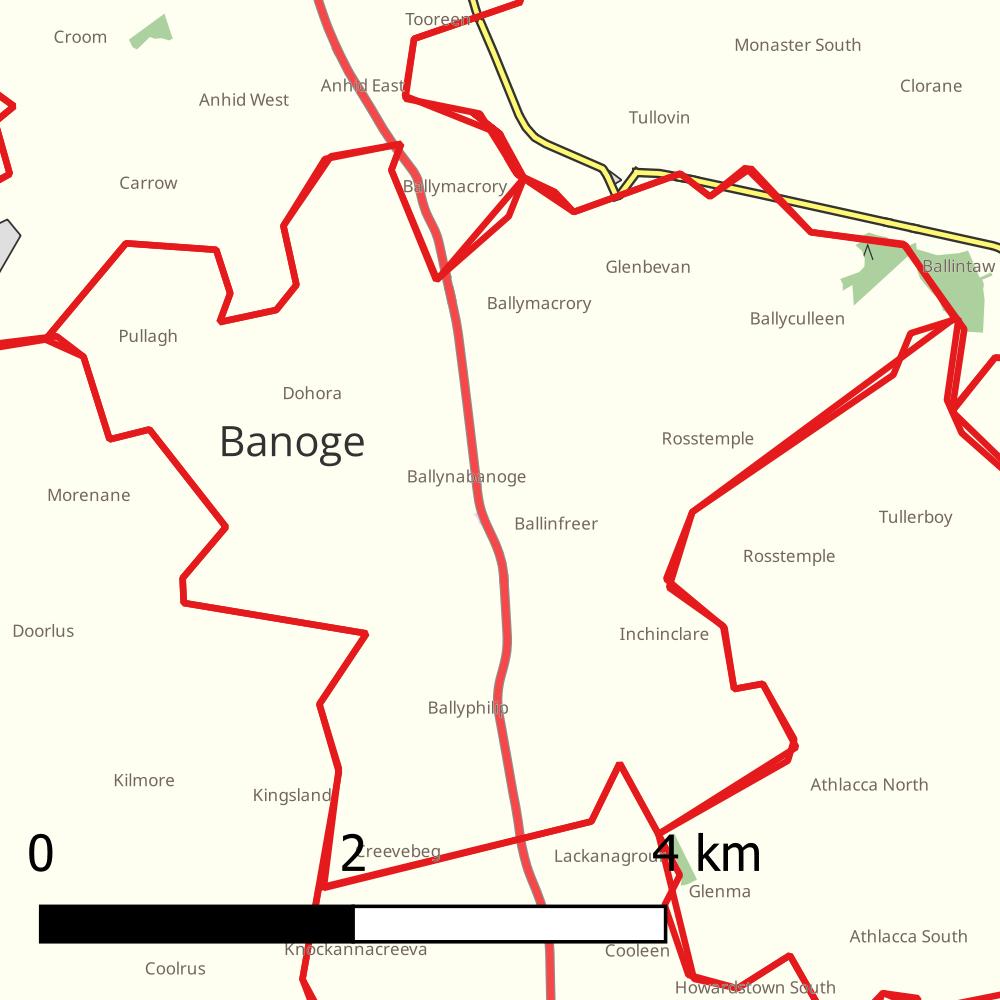 Tooreen
Croom
Monaster South
Anhid East
Clorane
Anhid West
Tullovin
Carrow
Ballymacrory
Glenbevan
Ballintaw
Ballymacrory
Ballyculleen
Pullagh
Dohora
Banoge
Rosstemple
Ballynabanoge
Morenane
Tullerboy
Ballinfreer
Rosstemple
Doorlus
Inchinclare
Ballyphilip
Kilmore
Athlacca North
Kingsland
0 2 4 km
Creevebeg
Lackanagrour
Glenma
Athlacca South
Knockannacreeva
Cooleen
Coolrus
Howardstown South